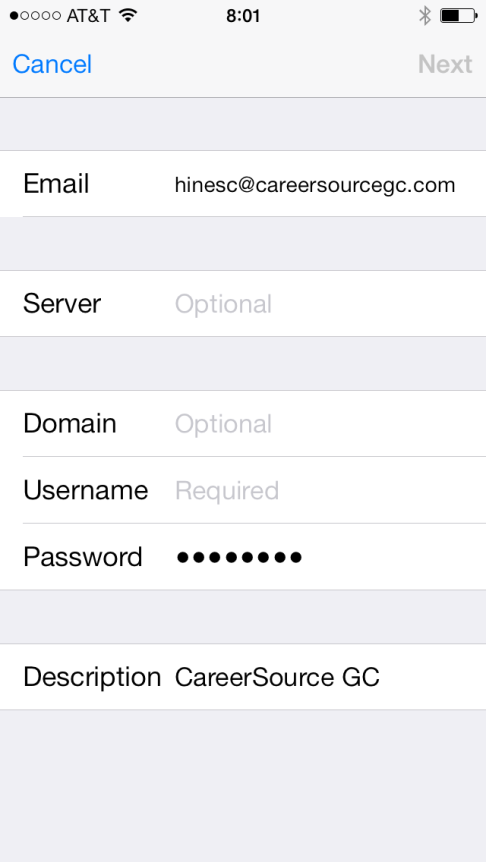 AT&T 8:01
Cancel Next
Email hinesc@careersourcegc.com
Server Optional
Domain Optional
Username Required
Password ●●●●●●●●
Description CareerSource GC